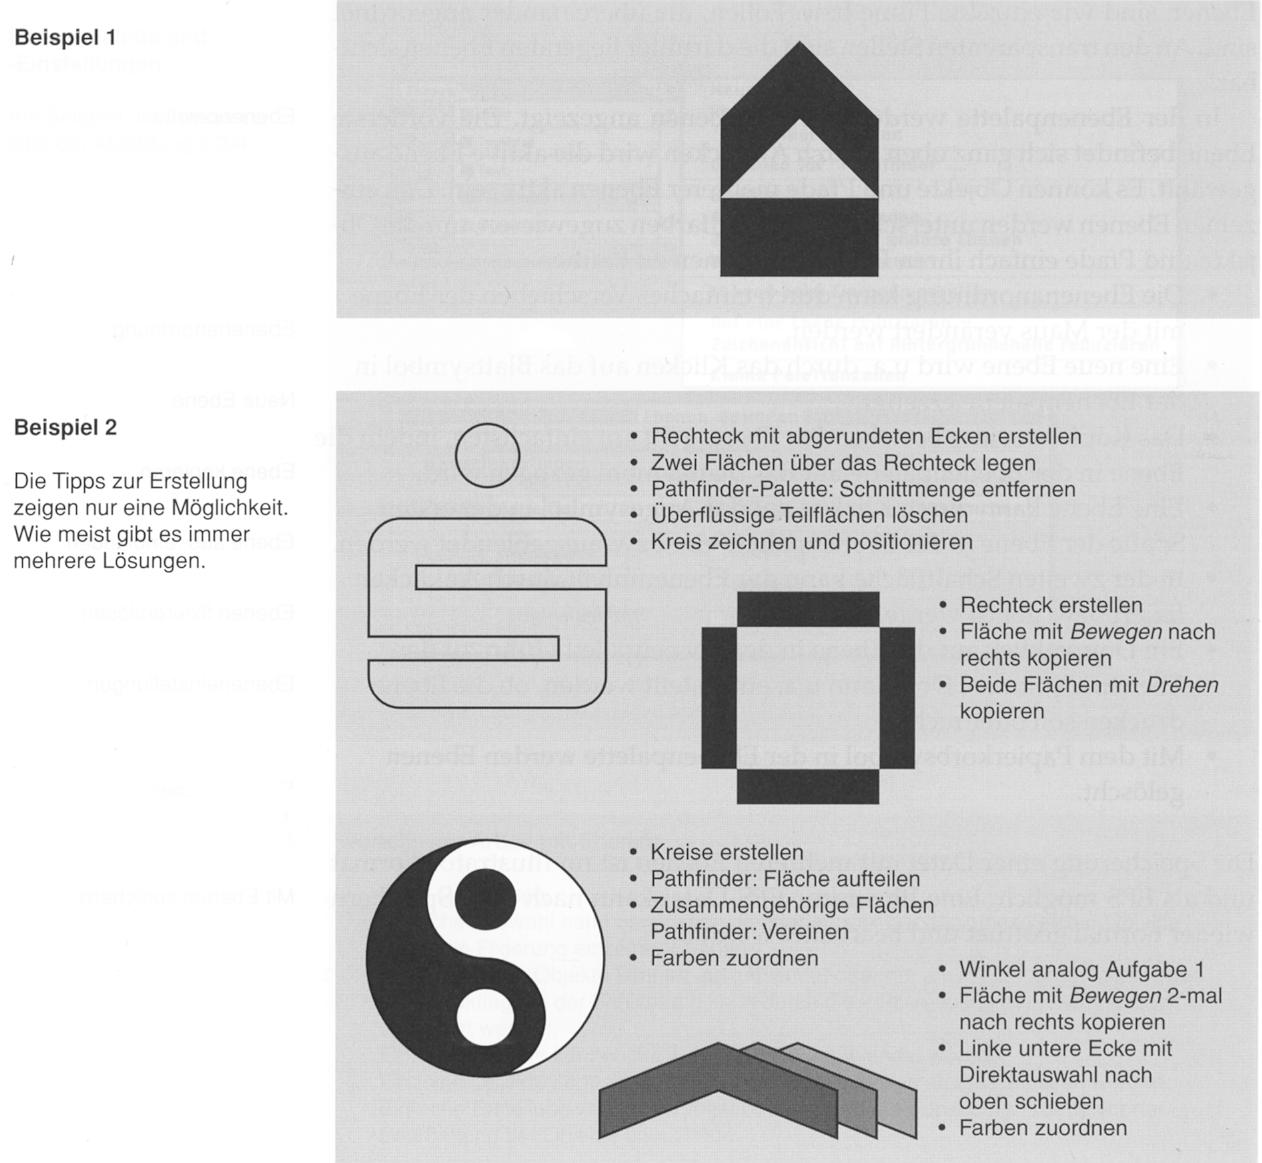 Beispiel 1
Beispiel 2
Die Tipps zur Erstellung
zeigen nur eine Möglichkeit.
Wie meist gibt es immer
mehrere Lösungen.
• Rechteck mit abgerundeten Ecken erstellen
• Zwei Flächen über das Rechteck legen
• Pathfinder-Palette: Schnittmenge entfernen
• Überflüssige Teilflächen löschen
• Kreis zeichnen und positionieren
• Rechteck erstellen
• Fläche mit Bewegen nach
rechts kopieren
• Beide Flächen mit Drehen
kopieren
• Kreise erstellen
• Pathfinder: Fläche aufteilen
• Zusammengehörige Flächen
Pathfinder: Vereinen
• Farben zuordnen
• Winkel analog Aufgabe 1
• Fläche mit Bewegen 2-mal
nach rechts kopieren
• Linke untere Ecke mit
Direktauswahl nach
oben schieben
• Farben zuordnen